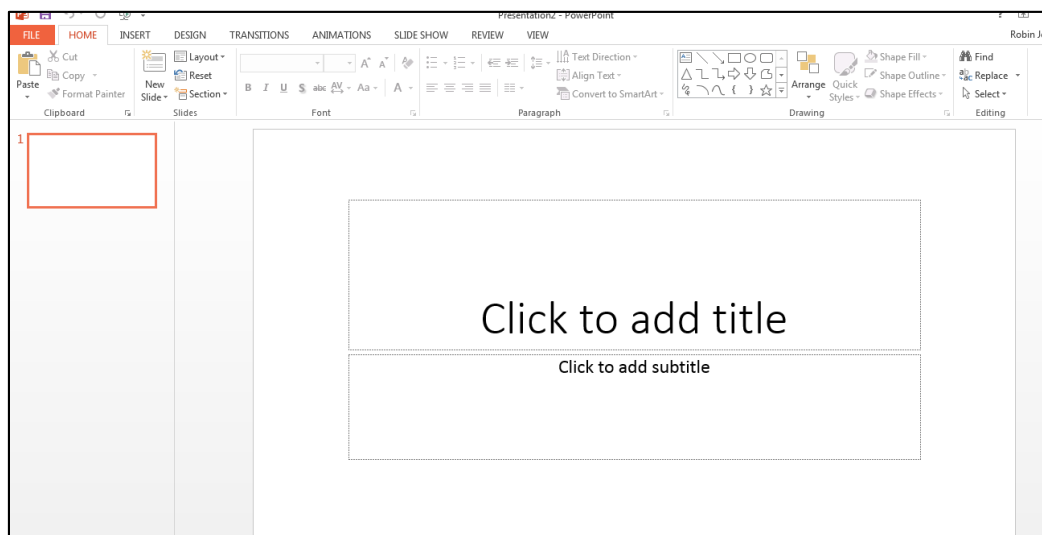 Presentation2 - PowerPoint
FILE HOME INSERT DESIGN TRANSITIONS ANIMATIONS SLIDE SHOW REVIEW VIEW Robin
Paste
Cut
Copy
Format Painter
Clipboard
New
Slide
Layout
Reset
Section
Slides
B I U S abc AV Aa A
Font
Text Direction
Align Text
Convert to SmartArt
Paragraph
Arrange
Quick
Styles
Shape Fill
Shape Outline
Shape Effects
Drawing
Find
Replace
Select
Editing
1
Click to add title
Click to add subtitle